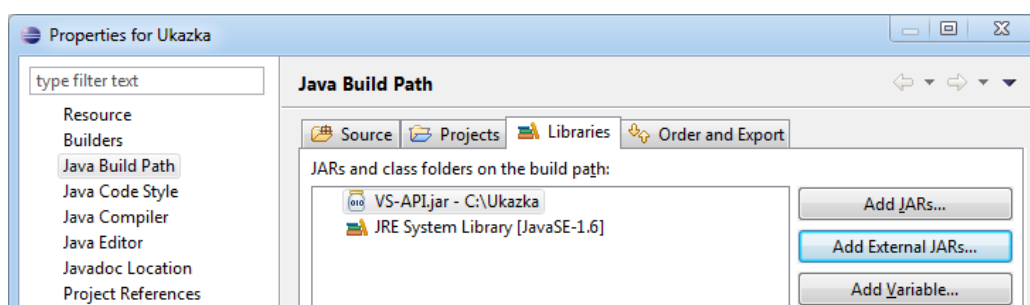 Properties for Ukazka
type filter text
Resource
Builders
Java Build Path
Java Code Style
Java Compiler
Java Editor
Javadoc Location
Project References
Java Build Path
Source Projects Libraries Order and Export
JARs and class folders on the build path:
VS-API.jar - C:\Ukazka
JRE System Library [JavaSE-1.6]
Add JARs...
Add External JARs...
Add Variable...